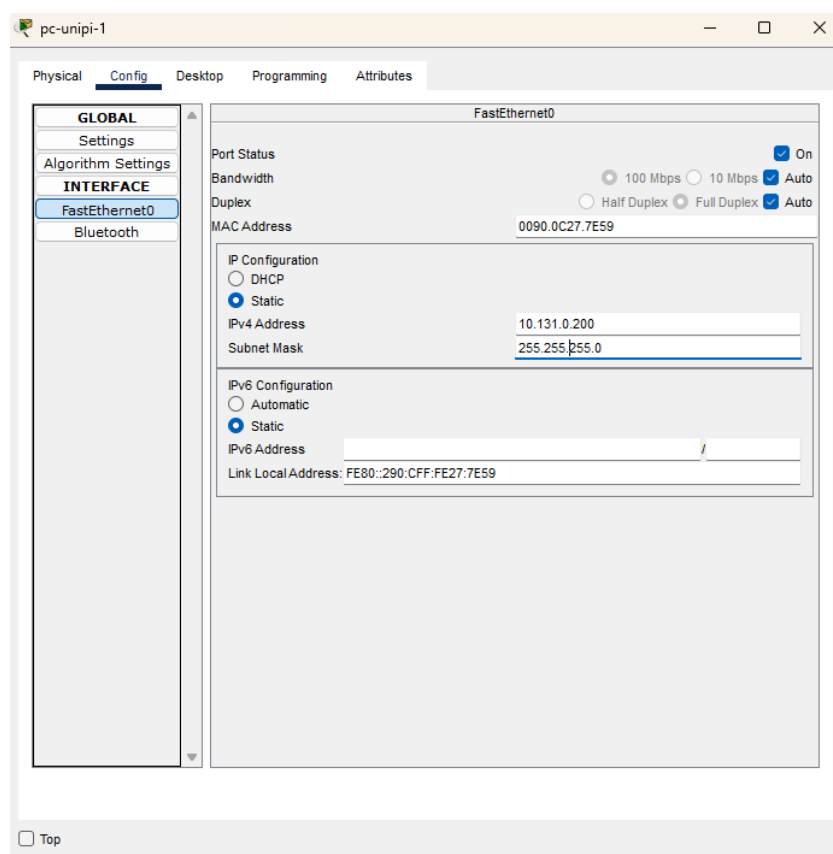 pc-unipi-1
Physical Config Desktop Programming Attributes
GLOBAL
Settings
Algorithm Settings
INTERFACE
FastEthernet0
Bluetooth
FastEthernet0
Port Status On
Bandwidth 100 Mbps 10 Mbps Auto
Duplex Half Duplex Full Duplex Auto
MAC Address 0090.0C27.7E59
IP Configuration
DHCP
Static
IPv4 Address 10.131.0.200
Subnet Mask 255.255.255.0
IPv6 Configuration
Automatic
Static
IPv6 Address /
Link Local Address: FE80::290:CFF:FE27:7E59
Top